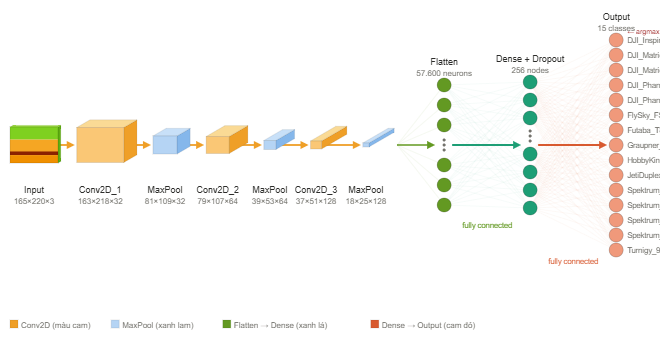 Output
15 classes
←argmax
DJI_Inspir
DJI_Matri
DJI_Matri
DJI_Phan
DJI_Phan
FlySky_FS
Futaba_T
Graupner_
HobbyKin
JetiDuplex
Spektrum_
Spektrum_
Spektrum_
Spektrum_
Turnigy_9
Flatten
57.600 neurons
Dense + Dropout
256 nodes
Input
165×220×3
Conv2D_1
163×218×32
MaxPool
81×109×32
Conv2D_2
79×107×64
MaxPool
39×53×64
Conv2D_3
37×51×128
MaxPool
18×25×128
fully connected
fully connected
Conv2D (màu cam)
MaxPool (xanh lam)
Flatten → Dense (xanh lá)
Dense → Output (cam đỏ)